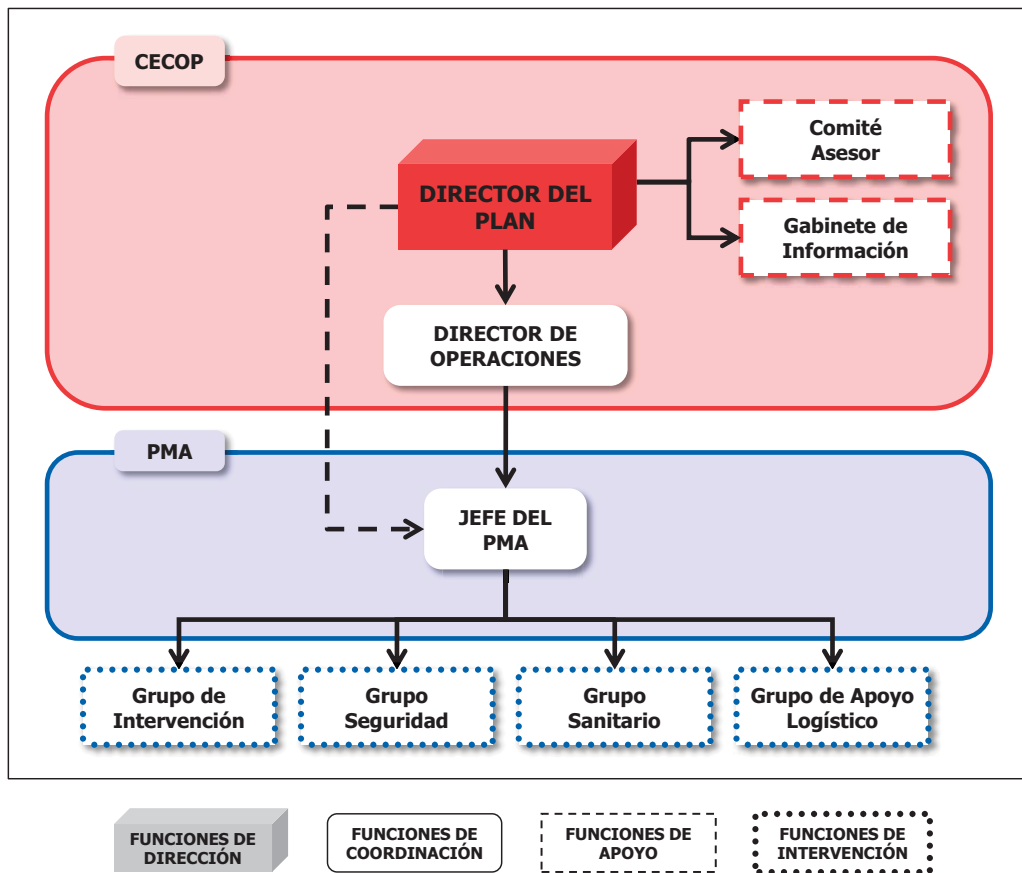 CECOP
Comité
Asesor
DIRECTOR DEL
PLAN
Gabinete de
Información
DIRECTOR DE
OPERACIONES
PMA
JEFE DEL
PMA
Grupo de
Intervención
Grupo
Seguridad
Grupo
Sanitario
Grupo de Apoyo
Logístico
FUNCIONES DE
DIRECCIÓN
FUNCIONES DE
COORDINACIÓN
FUNCIONES DE
APOYO
FUNCIONES DE
INTERVENCIÓN